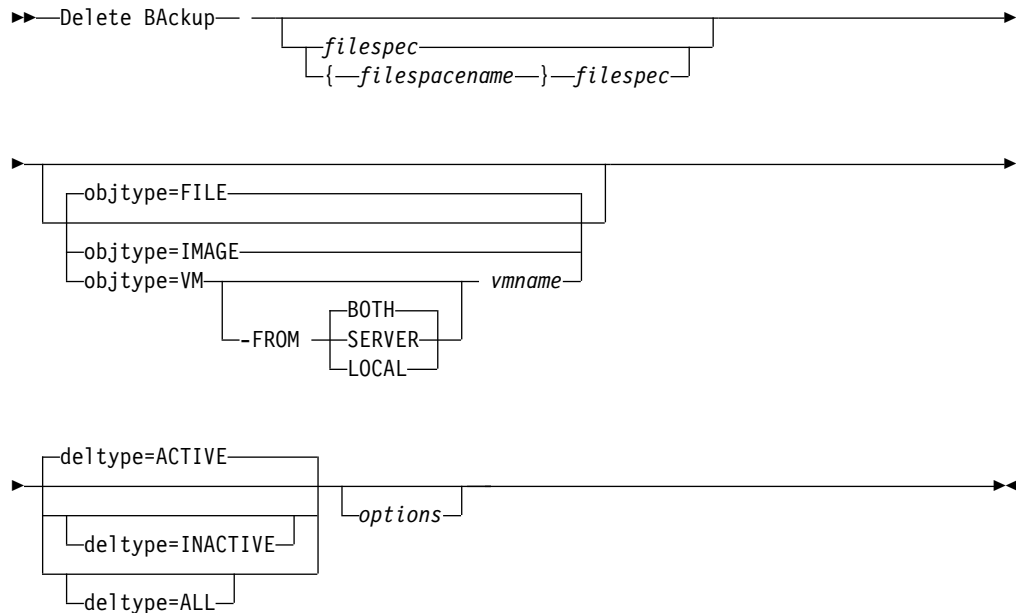 Delete BAckup
filespec
{ filespacename } filespec
objtype=FILE
objtype=IMAGE
objtype=VM vmname
BOTH
-FROM SERVER
LOCAL
deltype=ACTIVE
options
deltype=INACTIVE
deltype=ALL